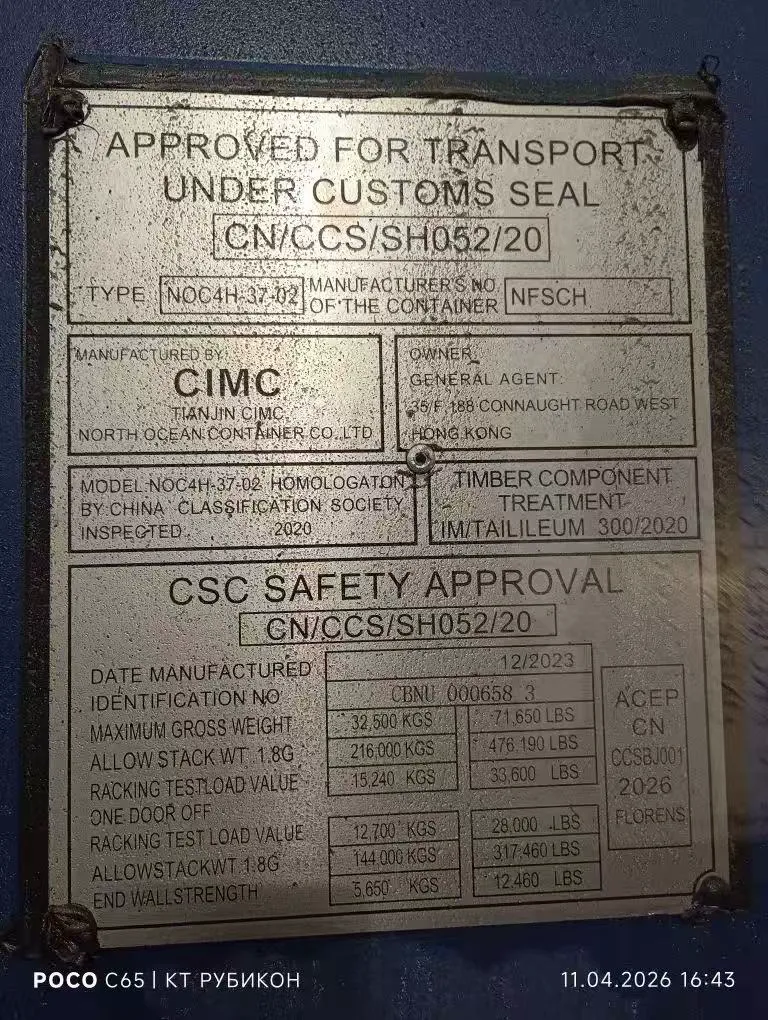 APPROVED FOR TRANSPORT
UNDER CUSTOMS SEAL
CN/CCS/SH052/20
TYPE NOC4H-37-02 MANUFACTURER'S NO. OF THE CONTAINER NFSCH
MANUFACTURED BY:
CIMC
TIANJIN CIMC
NORTH OCEAN CONTAINER CO.,LTD
OWNER
GENERAL AGENT:
35/F,188 CONNAUGHT ROAD WEST
HONG KONG
MODEL:NOC4H-37-02 HOMOLOGATON
BY CHINA CLASSIFICATION SOCIETY
INSPECTED 2020
TIMBER COMPONENT
TREATMENT
IM/TAILILEUM 300/2020
CSC SAFETY APPROVAL
CN/CCS/SH052/20
DATE MANUFACTURED 12/2023
IDENTIFICATION NO CBNU 000658 3
MAXIMUM GROSS WEIGHT 32,500 KGS 71,650 LBS
ALLOW STACK WT 1.8G 216,000 KGS 476,190 LBS
RACKING TESTLOAD VALUE 15,240 KGS 33,600 LBS
ONE DOOR OFF
RACKING TEST LOAD VALUE 12,700 KGS 28,000 LBS
ALLOWSTACKWT 1.8G 144,000 KGS 317,460 LBS
END WALLSTRENGTH 5,650 KGS 12,460 LBS
ACEP
CN
CCSBJ001
2026
FLORENS
POCO C65 | КТ РУБИКОН 11.04.2026 16:43